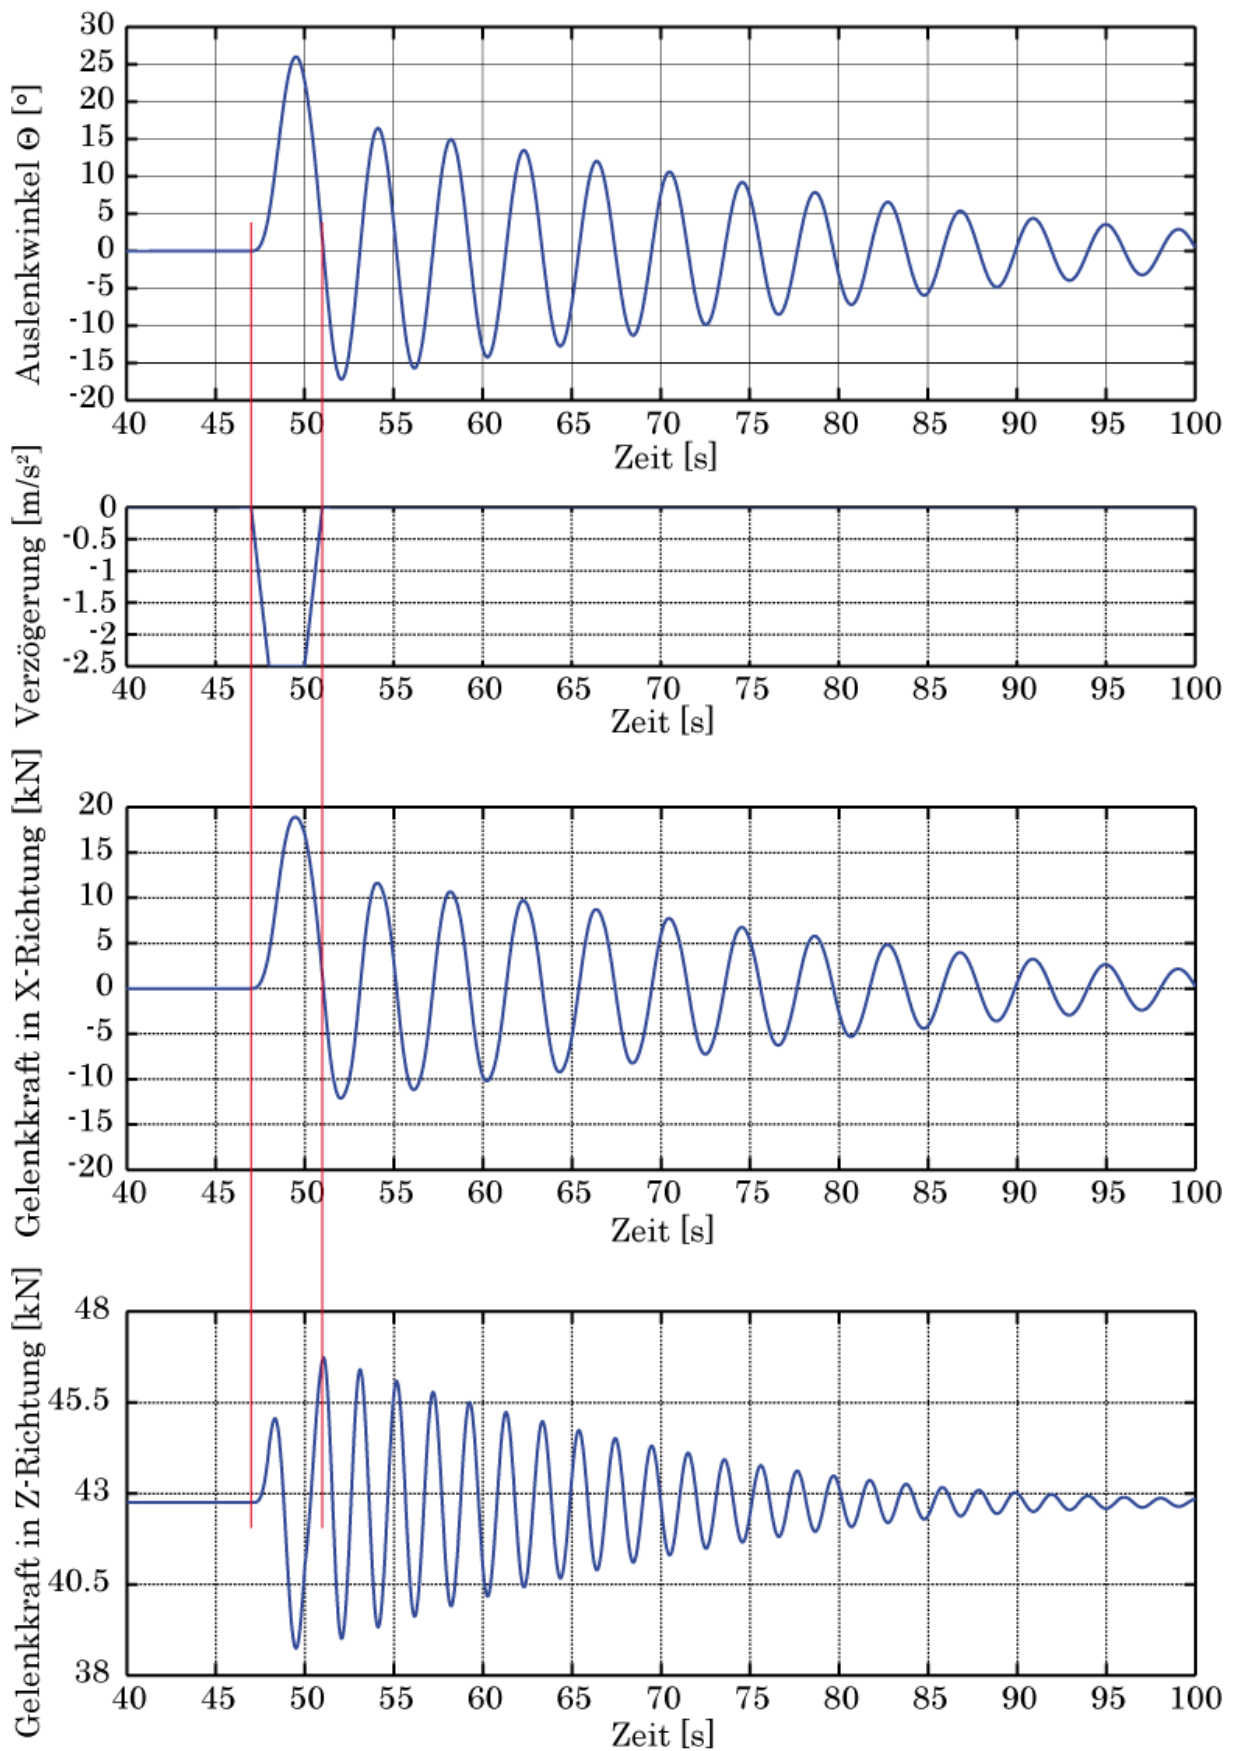 Auslenkwinkel Θ [°]
30
25
20
15
10
5
0
-5
-10
-15
-20
40 45 50 55 60 65 70 75 80 85 90 95 100
Zeit [s]
Verzögerung [m/s²]
0
-0.5
-1
-1.5
-2
-2.5
40 45 50 55 60 65 70 75 80 85 90 95 100
Zeit [s]
Gelenkkraft in X-Richtung [kN]
20
15
10
5
0
-5
-10
-15
-20
40 45 50 55 60 65 70 75 80 85 90 95 100
Zeit [s]
Gelenkkraft in Z-Richtung [kN]
48
45.5
43
40.5
38
40 45 50 55 60 65 70 75 80 85 90 95 100
Zeit [s]